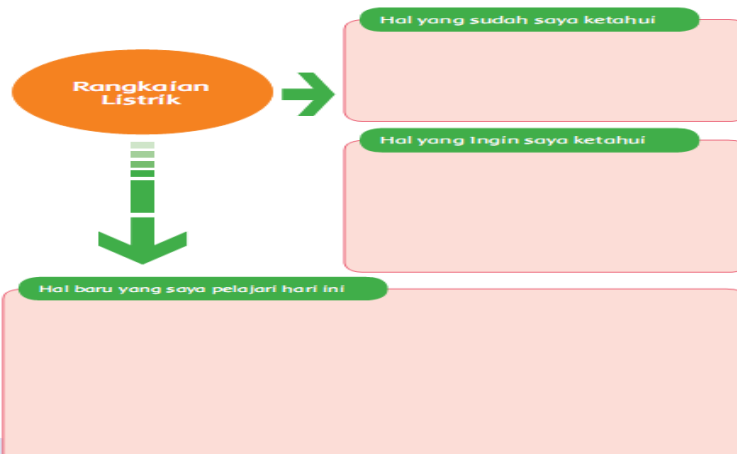 Hal yang sudah saya ketahui
Rangkaian
Listrik
Hal yang Ingin saya ketahui
Hal baru yang saya pelajari hari ini